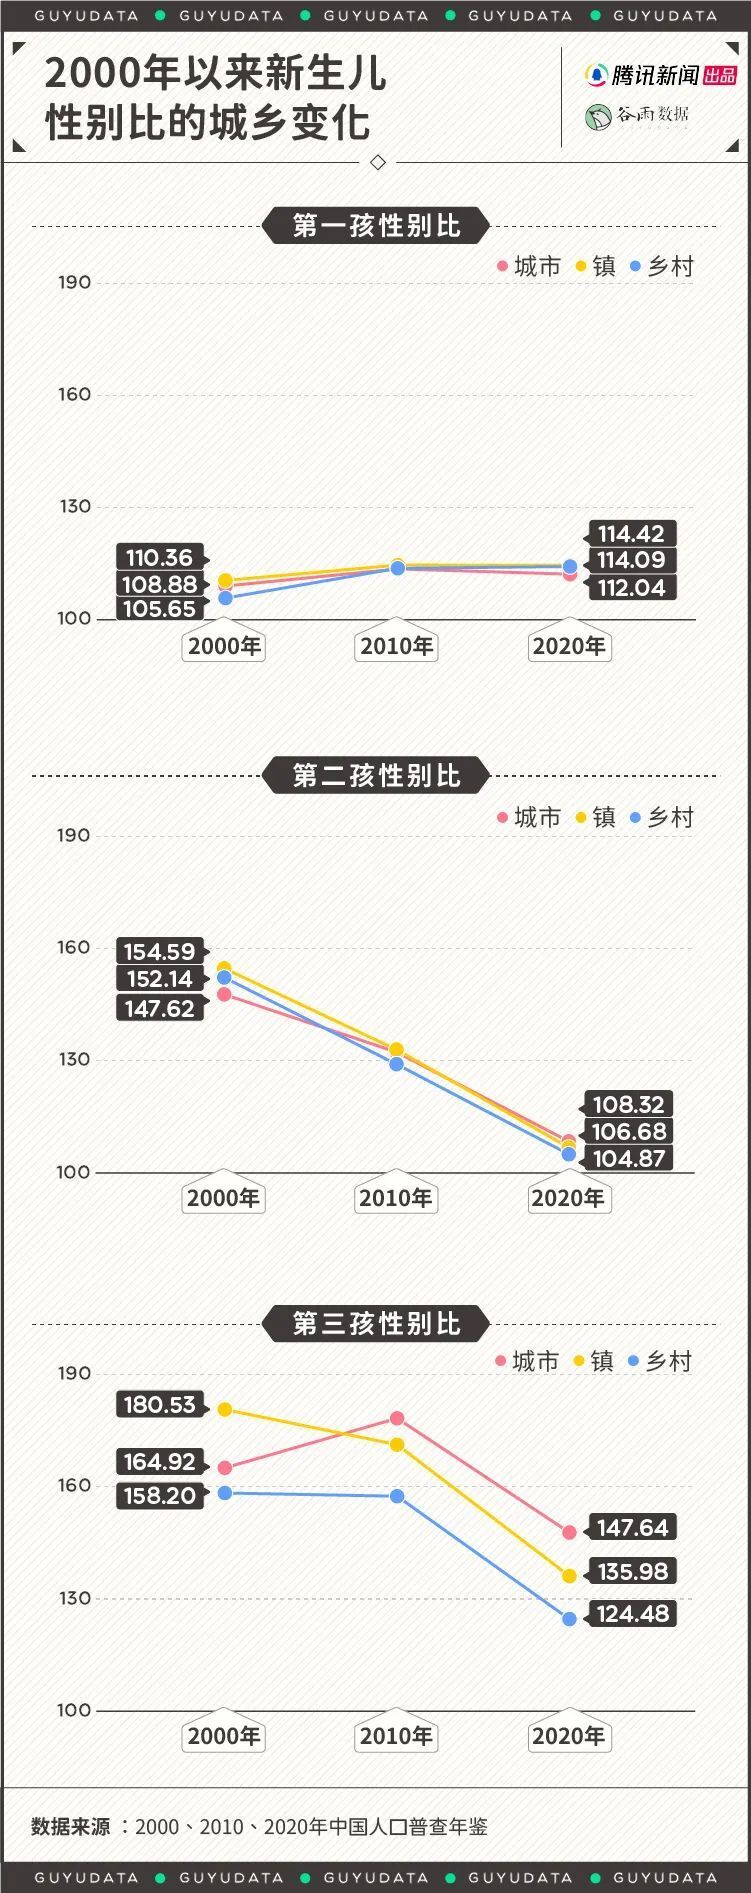 GUYUDATA GUYUDATA GUYUDATA GUYUDATA GUYUDATA
2000年以来新生儿
性别比的城乡变化
腾讯新闻 出品
谷雨数据
第一孩性别比
城市 镇 乡村
190
160
130
110.36
108.88
105.65
114.42
114.09
112.04
100
2000年 2010年 2020年
第二孩性别比
城市 镇 乡村
190
160
154.59
152.14
147.62
130
108.32
106.68
104.87
100
2000年 2010年 2020年
第三孩性别比
城市 镇 乡村
190
180.53
164.92
160
158.20
147.64
135.98
130
124.48
100
2000年 2010年 2020年
数据来源：2000、2010、2020年中国人口普查年鉴
GUYUDATA GUYUDATA GUYUDATA GUYUDATA GUYUDATA